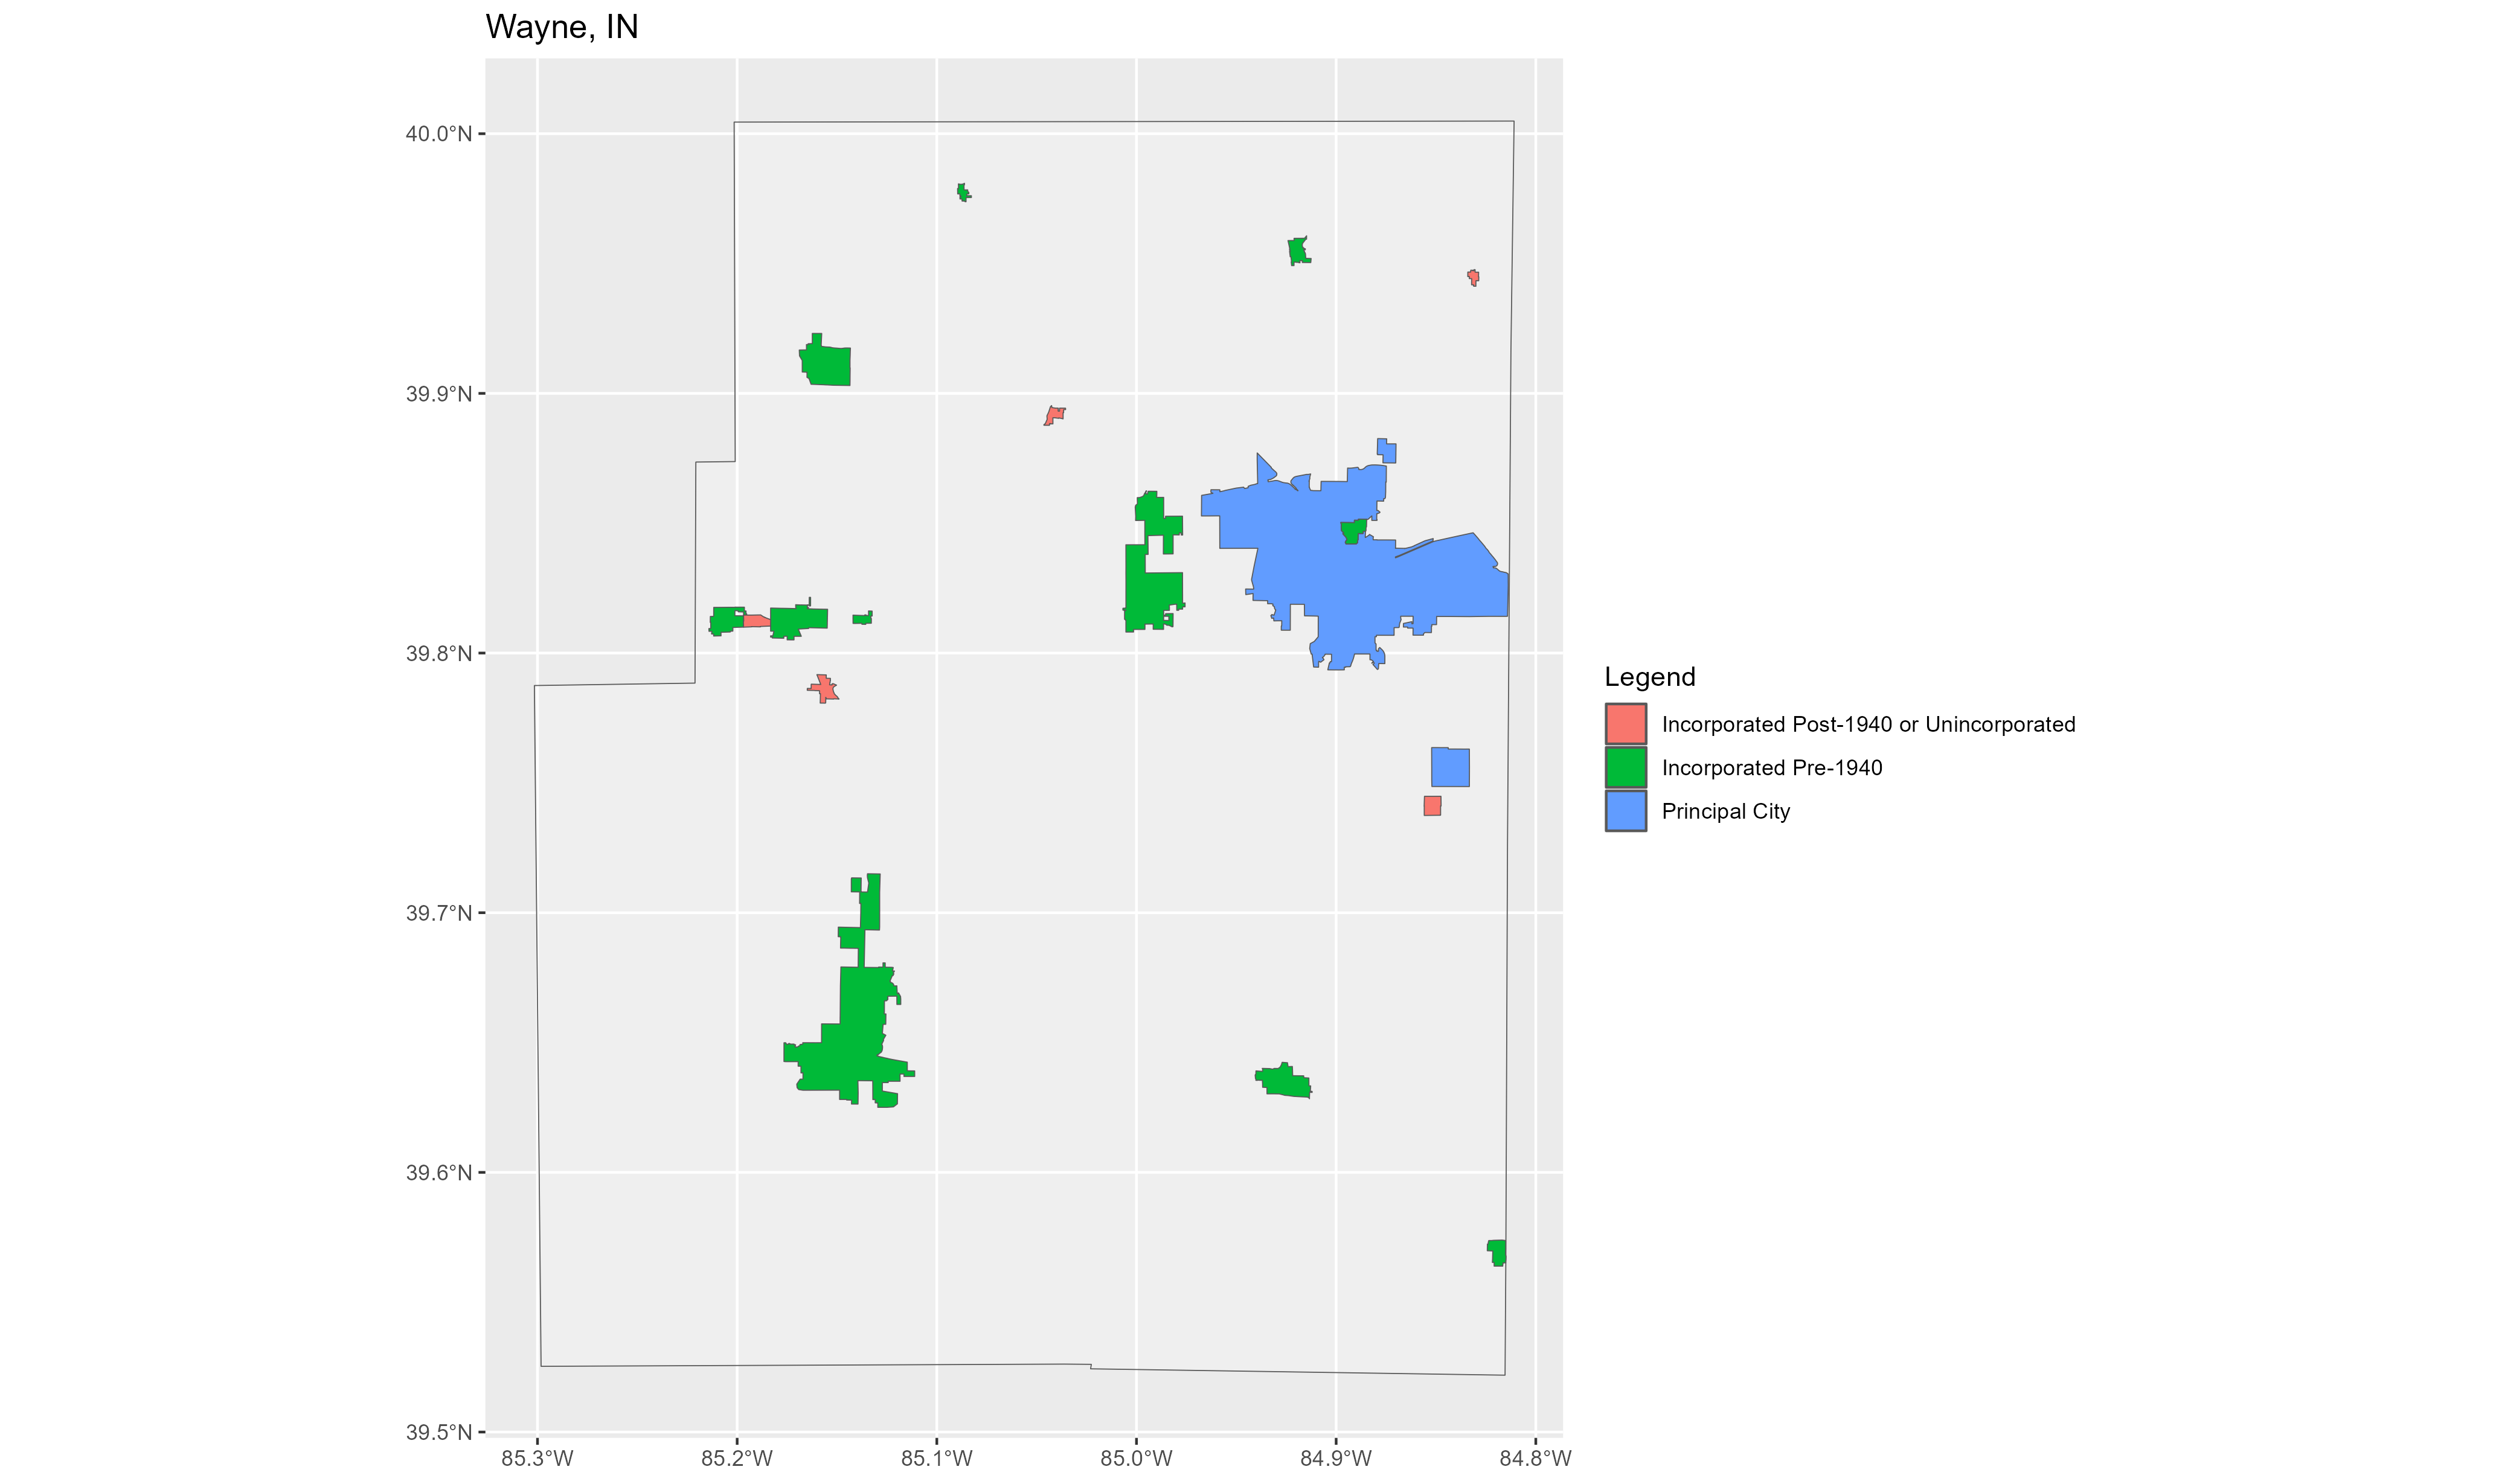 Wayne, IN
40.0°N
39.9°N
39.8°N
39.7°N
39.6°N
39.5°N
85.3°W
85.2°W
85.1°W
85.0°W
84.9°W
84.8°W
Legend
Incorporated Post-1940 or Unincorporated
Incorporated Pre-1940
Principal City